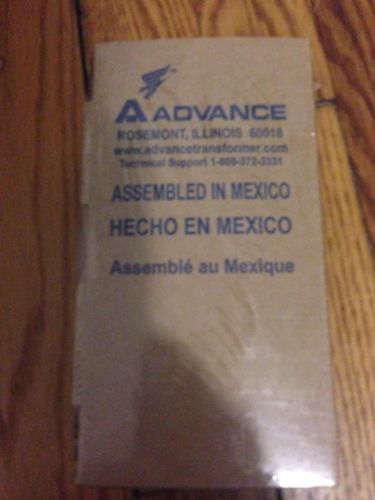 AADVANCE
ROSEMONT, ILLINOIS 60018
www.advancetransformer.com
Technical Support 1-800-372-3331
ASSEMBLED IN MEXICO
HECHO EN MEXICO
Assemblé au Mexique